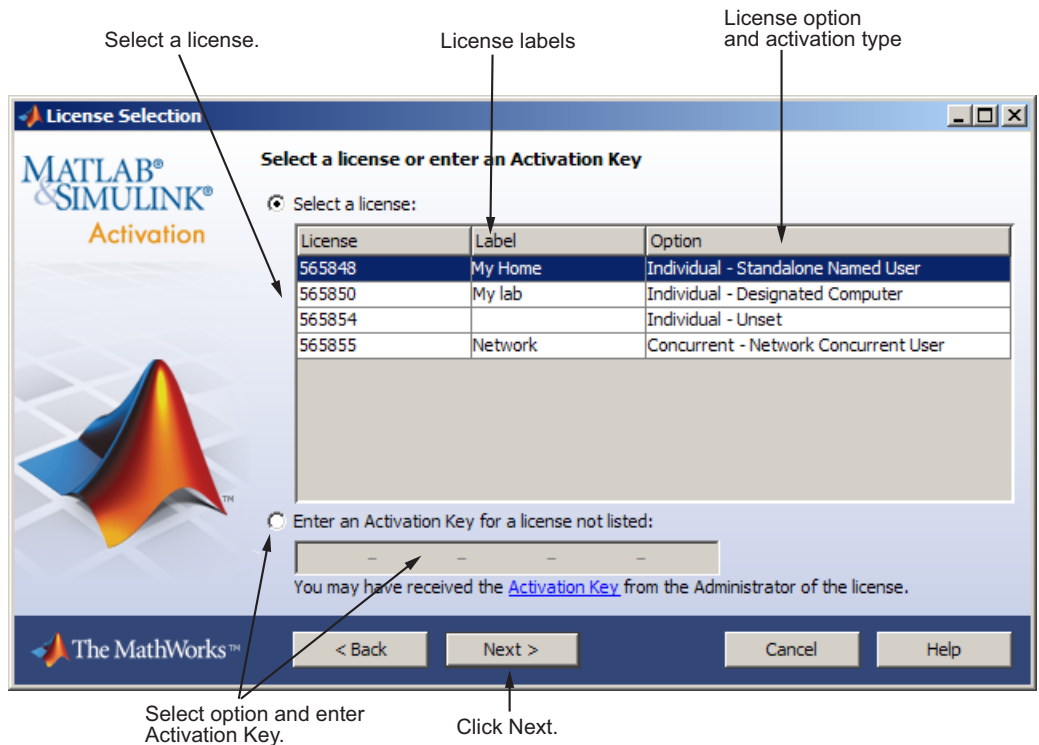 Select a license.
License labels
License option
and activation type
License Selection
MATLAB®
&SIMULINK®
Activation
Select a license or enter an Activation Key
Select a license:
License Label Option
565848 My Home Individual - Standalone Named User
565850 My lab Individual - Designated Computer
565854 Individual - Unset
565855 Network Concurrent - Network Concurrent User
TM
Enter an Activation Key for a license not listed:
– – – –
You may have received the Activation Key from the Administrator of the license.
The MathWorks™
< Back Next > Cancel Help
Select option and enter
Activation Key.
Click Next.